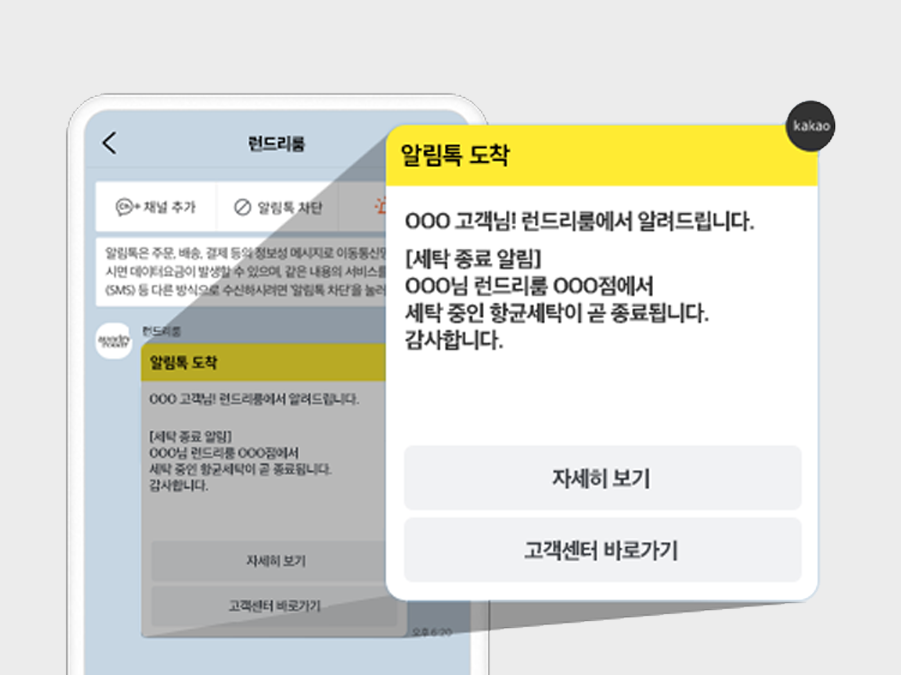 런드리룸
채널 추가
알림톡 차단
알림톡은 주문, 배송, 결제 등의 정보성 메시지로 이동통신망
시면 데이터요금이 발생할 수 있으며, 같은 내용의 서비스를
(SMS) 등 다른 방식으로 수신하시려면 '알림톡 차단'을 눌러
런드리룸
알림톡 도착
OOO 고객님! 런드리룸에서 알려드립니다.
[세탁 종료 알림]
OOO님 런드리룸 OOO점에서
세탁 중인 항균세탁이 곧 종료됩니다.
감사합니다.
자세히 보기
고객센터 바로가기
오후 6:20
kakao
알림톡 도착
OOO 고객님! 런드리룸에서 알려드립니다.
[세탁 종료 알림]
OOO님 런드리룸 OOO점에서
세탁 중인 항균세탁이 곧 종료됩니다.
감사합니다.
자세히 보기
고객센터 바로가기